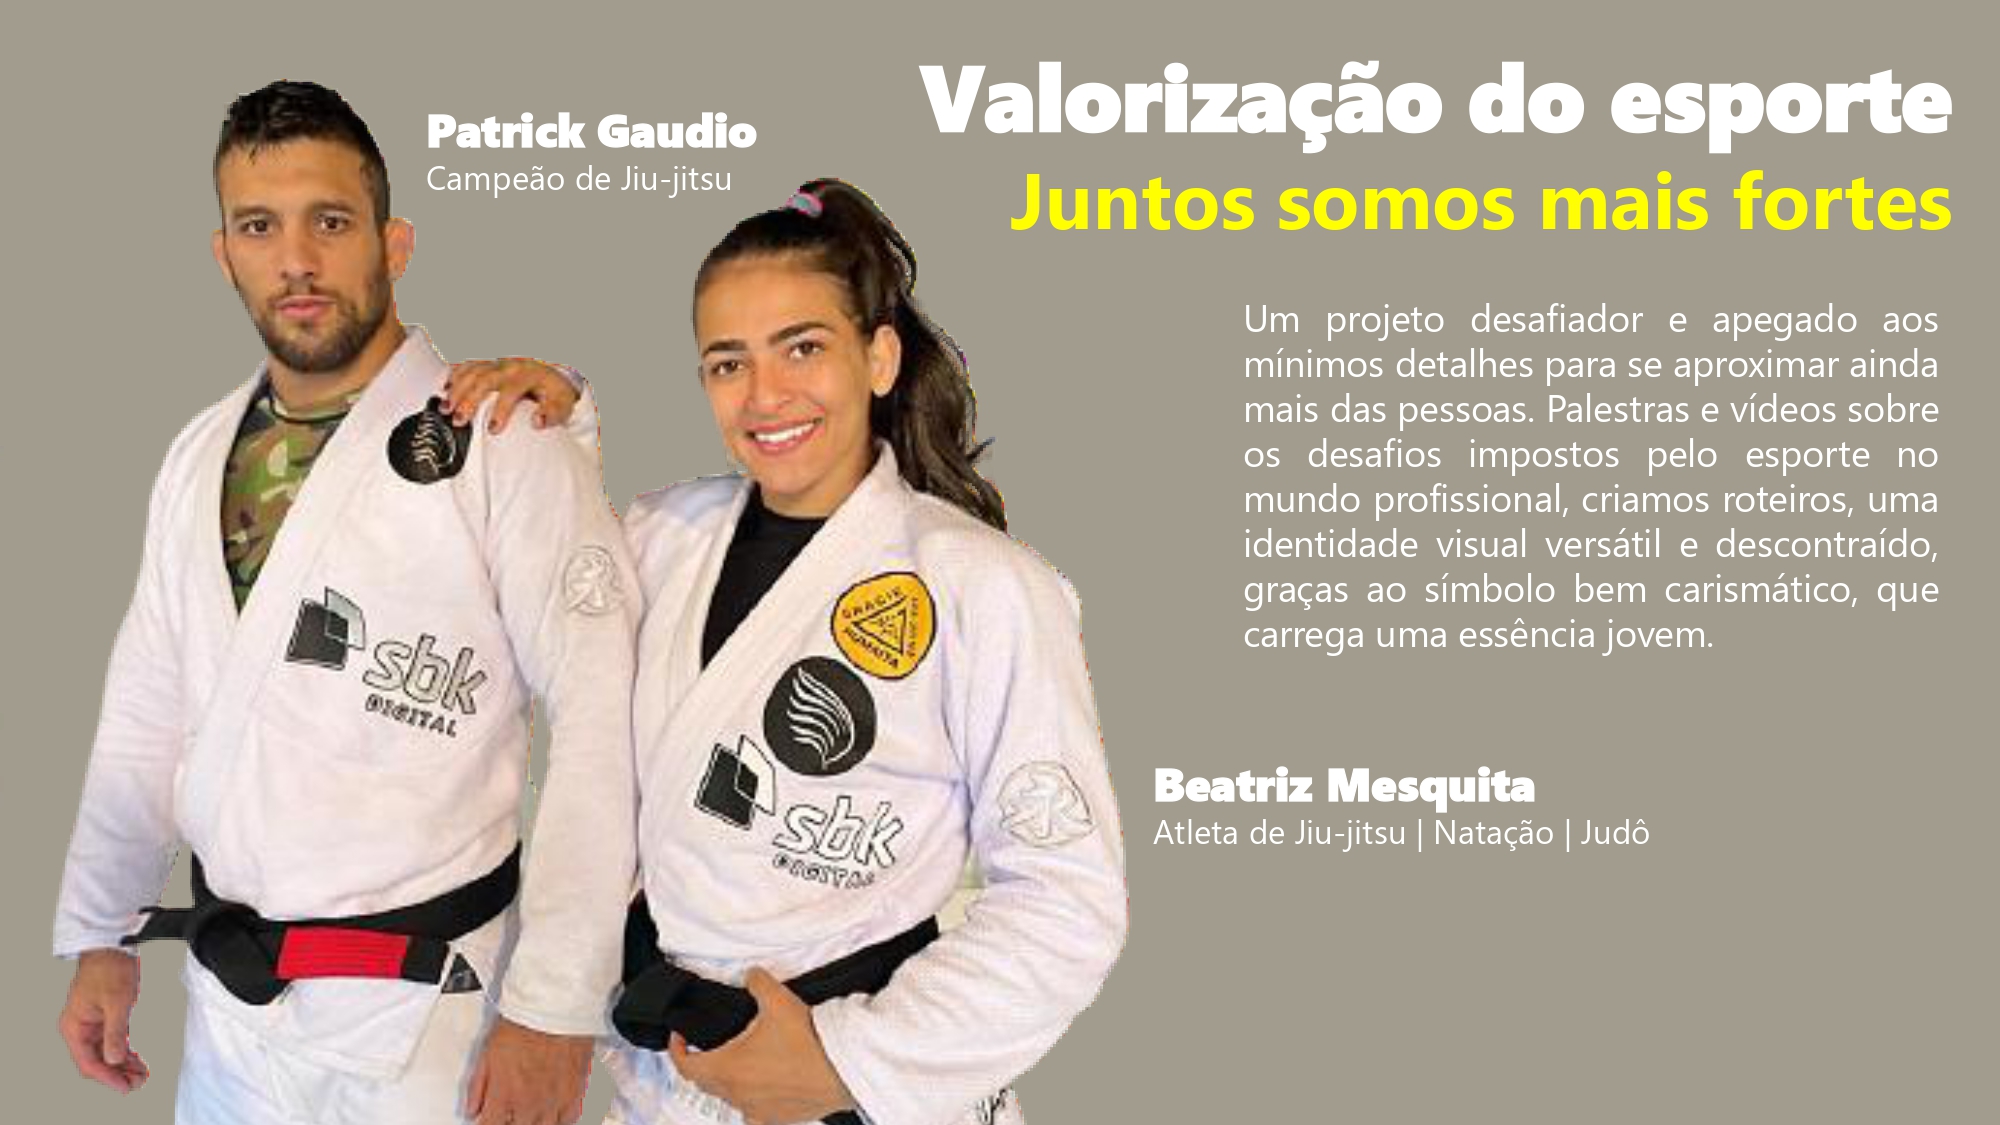 Valorização do esporte
Juntos somos mais fortes
Patrick Gaudio
Campeão de Jiu-jitsu
Um projeto desafiador e apegado aos
mínimos detalhes para se aproximar ainda
mais das pessoas. Palestras e vídeos sobre
os desafios impostos pelo esporte no
mundo profissional, criamos roteiros, uma
identidade visual versátil e descontraído,
graças ao símbolo bem carismático, que
carrega uma essência jovem.
Beatriz Mesquita
Atleta de Jiu-jitsu | Natação | Judô
sbk
DIGITAL
GRACIE
HUMAITA
sbk
DIGITAL